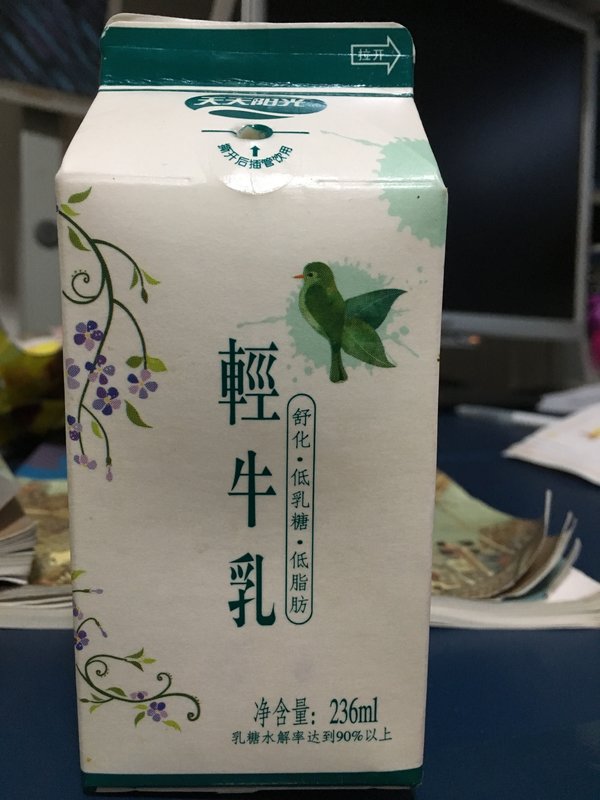 拉开
天天阳光
撕开后插管饮用
輕牛乳
舒化·低乳糖·低脂肪
净含量：236ml
乳糖水解率达到90%以上